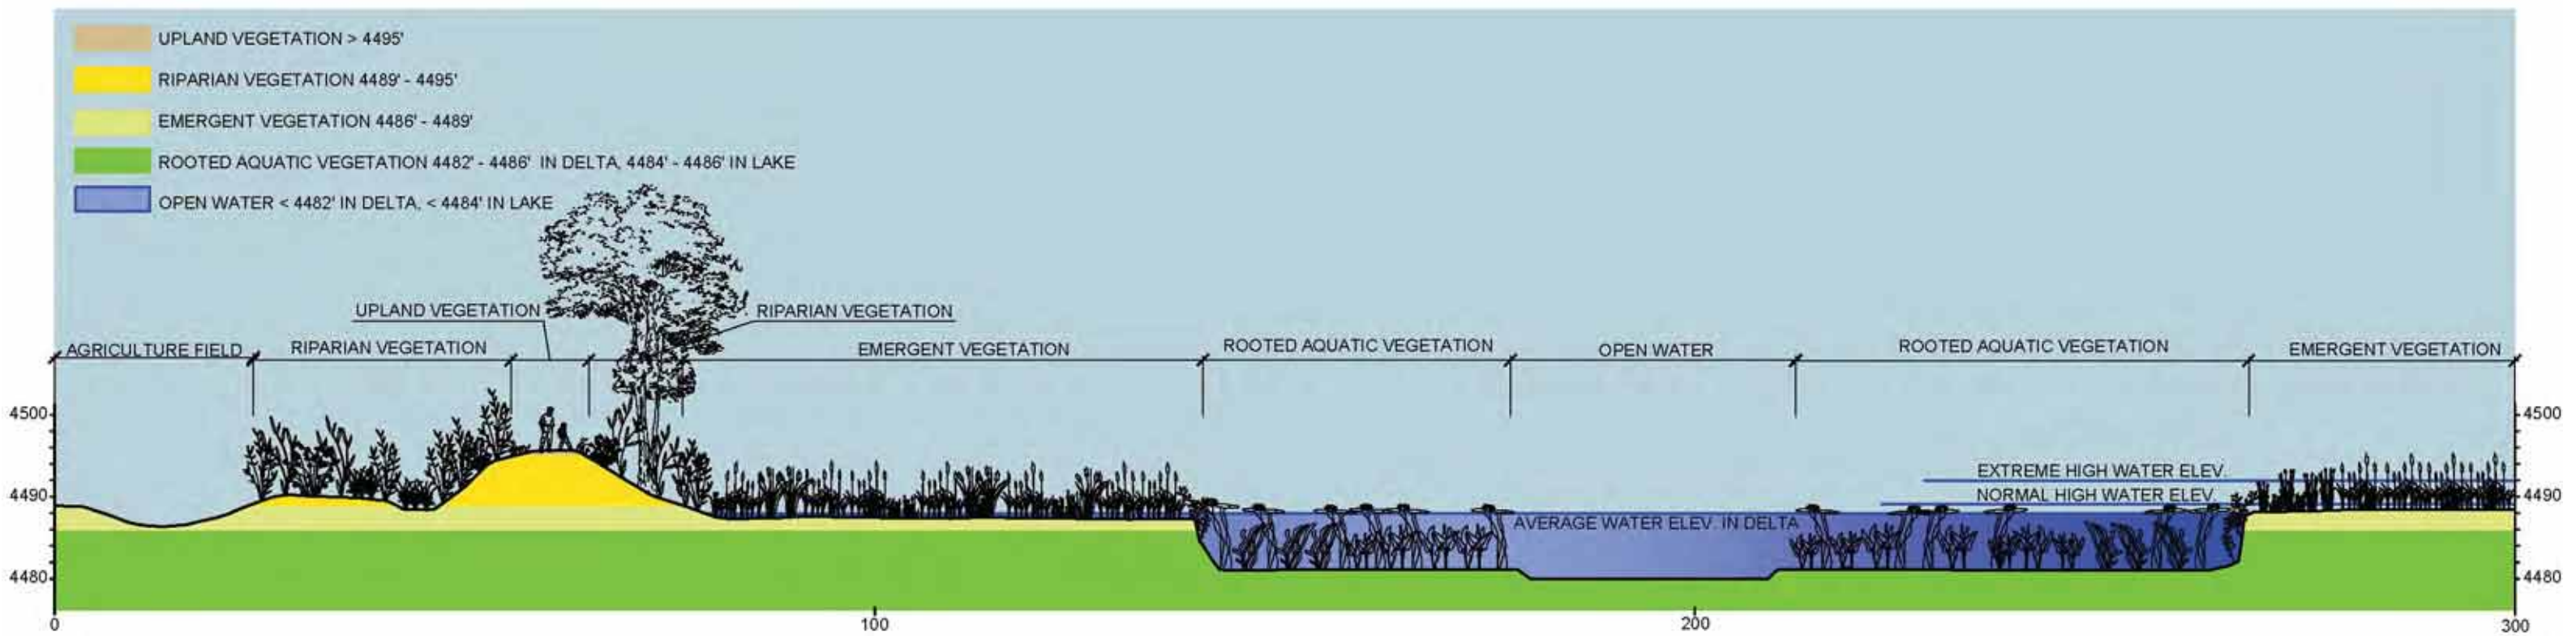 UPLAND VEGETATION > 4495'
RIPARIAN VEGETATION 4489' - 4495'
EMERGENT VEGETATION 4486' - 4489'
ROOTED AQUATIC VEGETATION 4482' - 4486' IN DELTA, 4484' - 4486' IN LAKE
OPEN WATER < 4482' IN DELTA, < 4484' IN LAKE
UPLAND VEGETATION
RIPARIAN VEGETATION
AGRICULTURE FIELD
RIPARIAN VEGETATION
EMERGENT VEGETATION
ROOTED AQUATIC VEGETATION
OPEN WATER
ROOTED AQUATIC VEGETATION
EMERGENT VEGETATION
4500
4490
4480
EXTREME HIGH WATER ELEV.
NORMAL HIGH WATER ELEV.
AVERAGE WATER ELEV. IN DELTA
4500
4490
4480
0
100
200
300